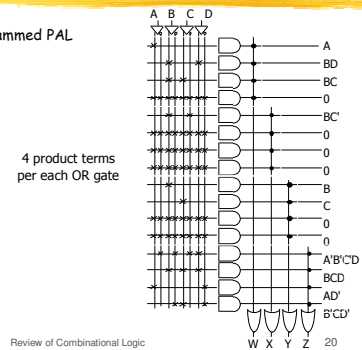 A B C D
ammed PAL
A
BD
BC
0
BC'
0
0
0
4 product terms
per each OR gate
B
C
0
0
A'B'C'D
BCD
AD'
B'CD'
W X Y Z
Review of Combinational Logic 20